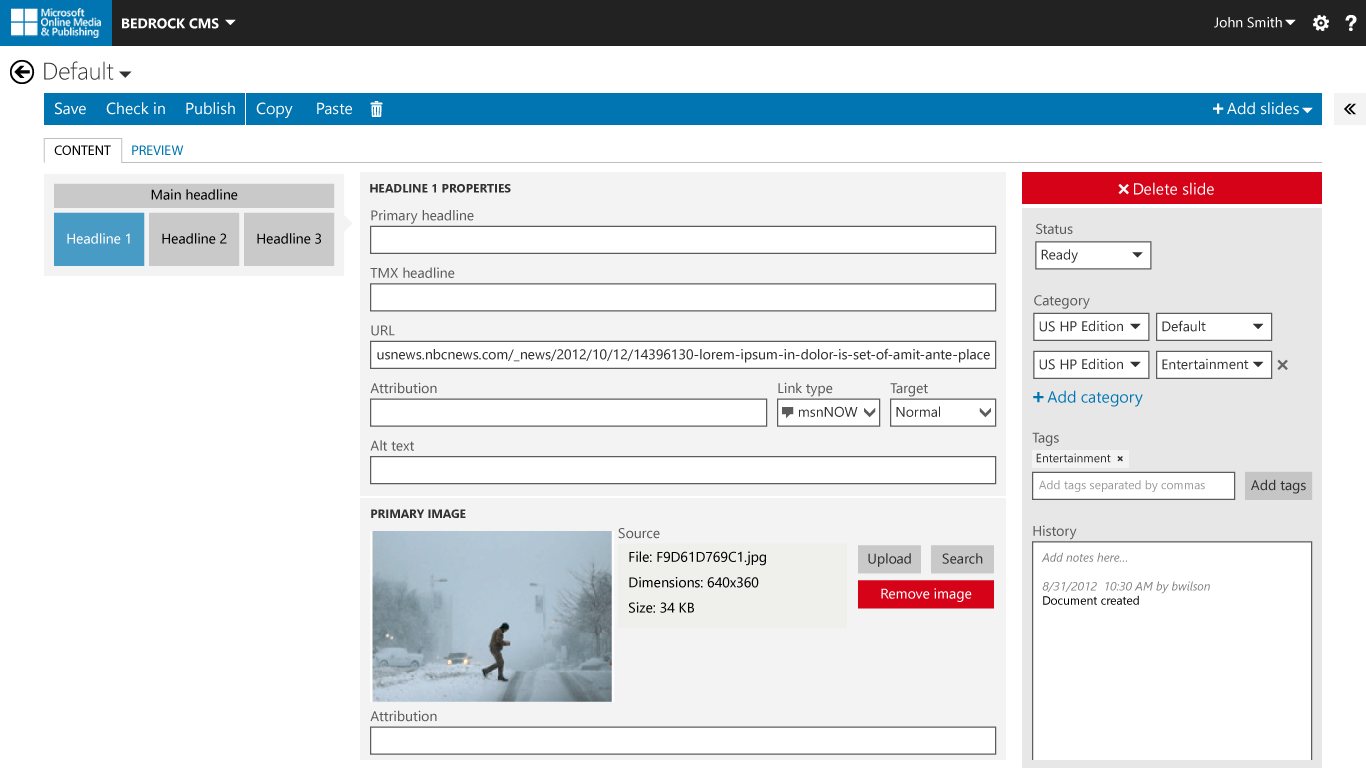 Microsoft
Online Media
& Publishing
BEDROCK CMS
John Smith
?
Default
Save
Check in
Publish
Copy
Paste
+ Add slides
«
CONTENT
PREVIEW
Main headline
Headline 1
Headline 2
Headline 3
HEADLINE 1 PROPERTIES
Primary headline
TMX headline
URL
usnews.nbcnews.com/_news/2012/10/12/14396130-lorem-ipsum-in-dolor-is-set-of-amit-ante-place
Attribution
Link type
Target
msnNOW
Normal
Alt text
PRIMARY IMAGE
Source
File: F9D61D769C1.jpg
Dimensions: 640x360
Size: 34 KB
Upload
Search
Remove image
Attribution
× Delete slide
Status
Ready
Category
US HP Edition
Default
US HP Edition
Entertainment
×
+ Add category
Tags
Entertainment ×
Add tags separated by commas
Add tags
History
Add notes here...
8/31/2012 10:30 AM by bwilson
Document created